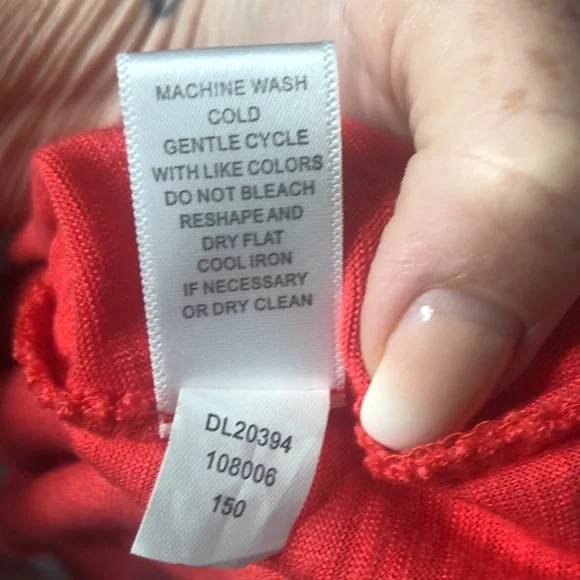 MACHINE WASH
COLD
GENTLE CYCLE
WITH LIKE COLORS
DO NOT BLEACH
RESHAPE AND
DRY FLAT
COOL IRON
IF NECESSARY
OR DRY CLEAN
DL20394
108006
150